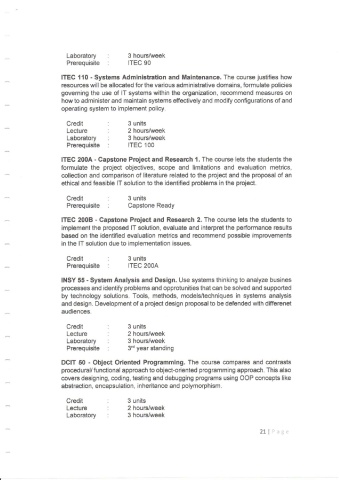 Laboratory : 3 hours/week
Prerequisite : ITEC 90
ITEC 110 - Systems Administration and Maintenance. The course justifies how
resources will be allocated for the various administrative domains, formulate policies
governing the use of IT systems within the organization, recommend measures on
how to administer and maintain systems effectively and modify configurations of and
operating system to implement policy.
Credit : 3 units
Lecture : 2 hours/week
Laboratory : 3 hours/week
Prerequisite : ITEC 100
ITEC 200A - Capstone Project and Research 1. The course lets the students the
formulate the project objectives, scope and limitations and evaluation metrics,
collection and comparison of literature related to the project and the proposal of an
ethical and feasible IT solution to the identified problems in the project.
Credit : 3 units
Prerequisite : Capstone Ready
ITEC 200B - Capstone Project and Research 2. The course lets the students to
implement the proposed IT solution, evaluate and interpret the performance results
based on the identified evaluation metrics and recommend possible improvements
in the IT solution due to implementation issues.
Credit : 3 units
Prerequisite : ITEC 200A
INSY 55 - System Analysis and Design. Use systems thinking to analyze busines
processes and identify problems and opprotrunities that can be solved and supported
by technology solutions. Tools, methods, models/techniques in systems analysis
and design. Development of a project design proposal to be defended with differenet
audiences.
Credit : 3 units
Lecture : 2 hours/week
Laboratory : 3 hours/week
Prerequisite : 3rd year standing
DCIT 50 - Object Oriented Programming. The course compares and contrasts
procedural/ functional approach to object-oriented programming approach. This also
covers designing, coding, testing and debugging programs using OOP concepts like
abstraction, encapsulation, inheritance and polymorphism.
Credit : 3 units
Lecture : 2 hours/week
Laboratory : 3 hours/week
21 | Page